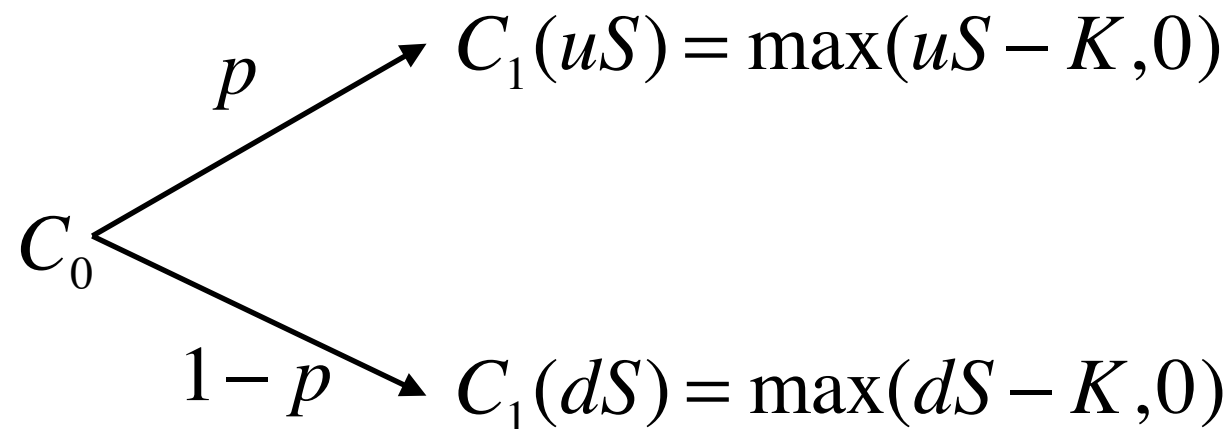 p
C₁(uS) = max(uS − K,0)
C₀
1 − p
C₁(dS) = max(dS − K,0)